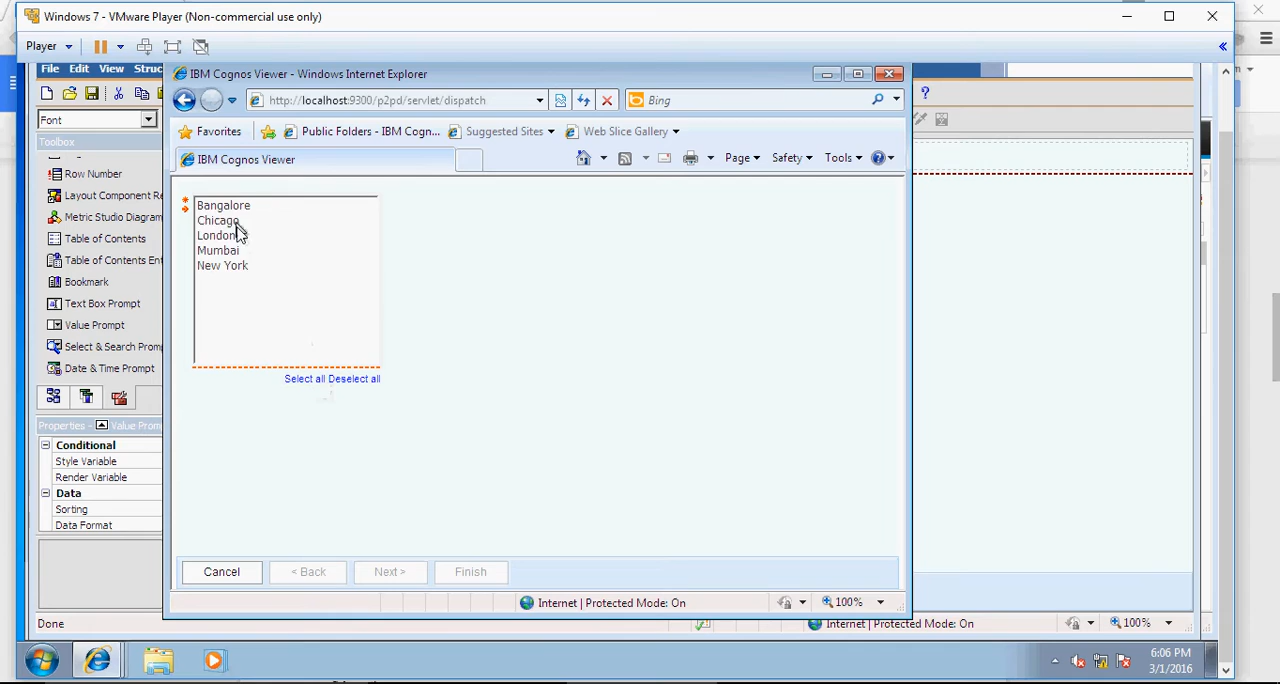 Windows 7 - VMware Player (Non-commercial use only)
Player
File Edit View Struc
IBM Cognos Viewer - Windows Internet Explorer
http://localhost:9300/p2pd/servlet/dispatch
Bing
Font
Favorites
Public Folders - IBM Cogn...
Suggested Sites
Web Slice Gallery
Toolbox
IBM Cognos Viewer
Page
Safety
Tools
Row Number
Layout Component Re
Metric Studio Diagram
Table of Contents
Table of Contents Ent
Bookmark
Text Box Prompt
Value Prompt
Select & Search Promp
Date & Time Prompt
Bangalore
Chicago
London
Mumbai
New York
Select all Deselect all
Properties - Value Prom
Conditional
Style Variable
Render Variable
Data
Sorting
Data Format
Cancel
< Back
Next >
Finish
Internet | Protected Mode: On
100%
Done
Internet | Protected Mode: On
100%
6:06 PM
3/1/2016